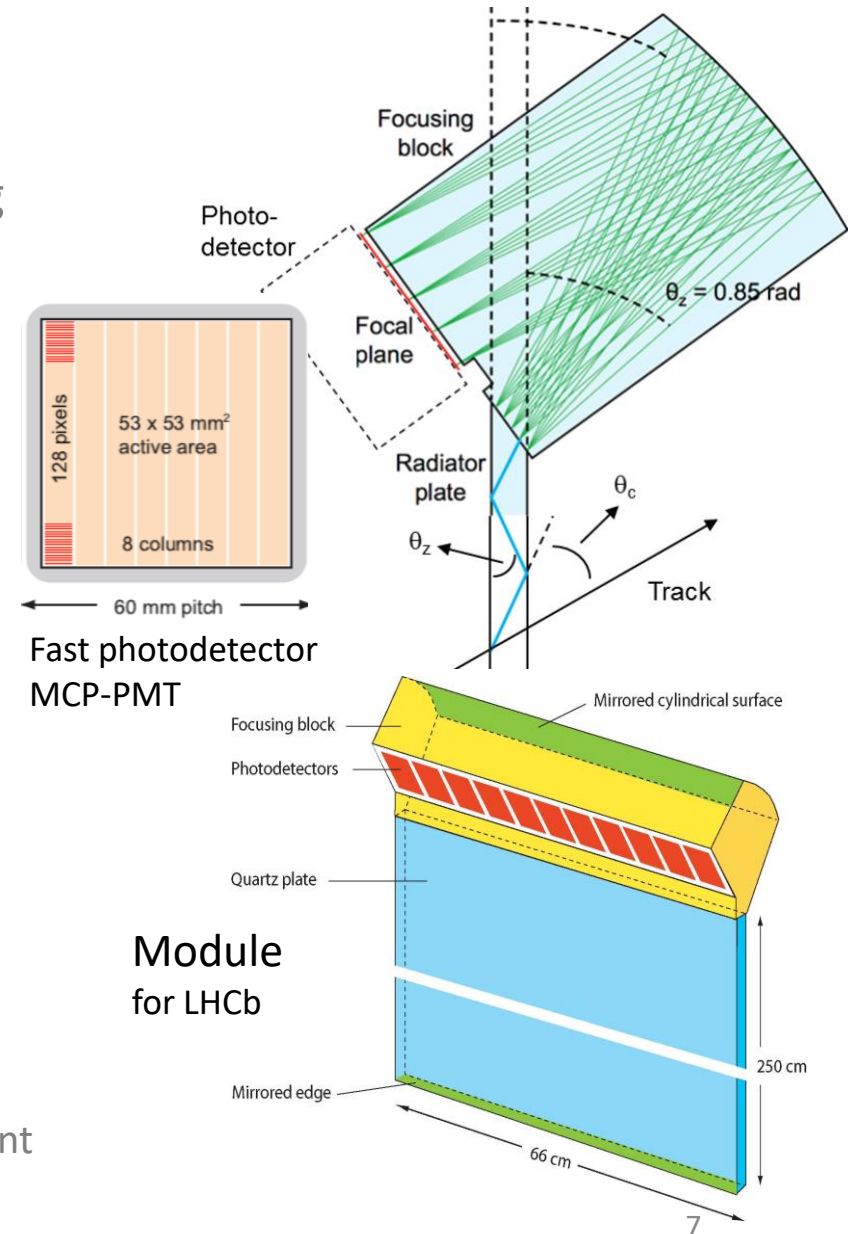 Focusing
block
g
Photo-
detector
θz = 0.85 rad
Focal
plane
128 pixels
53 x 53 mm²
active area
8 columns
Radiator
plate
θc
θz
Track
60 mm pitch
Fast photodetector
MCP-PMT
Mirrored cylindrical surface
Focusing block
Photodetectors
Quartz plate
Module
for LHCb
250 cm
Mirrored edge
nt
66 cm
7